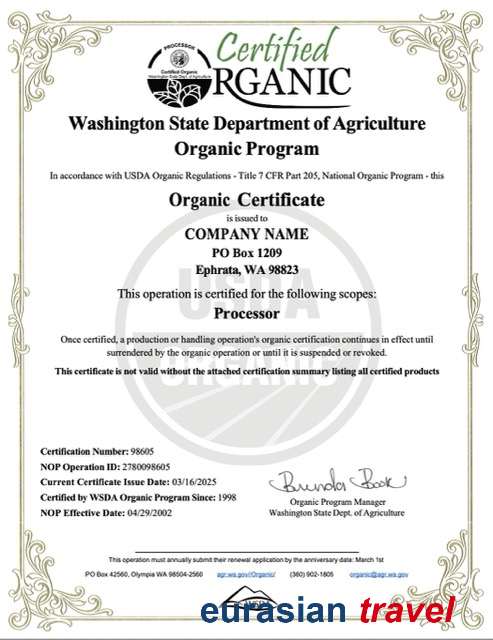 PROCESSOR
Certified Organic
Washington State Dept. of Agriculture
Certified
ORGANIC
Washington State Department of Agriculture
Organic Program
In accordance with USDA Organic Regulations - Title 7 CFR Part 205, National Organic Program - this
Organic Certificate
is issued to
COMPANY NAME
PO Box 1209
Ephrata, WA 98823
USDA
ORGANIC
This operation is certified for the following scopes:
Processor
Once certified, a production or handling operation's organic certification continues in effect until
surrendered by the organic operation or until it is suspended or revoked.
This certificate is not valid without the attached certification summary listing all certified products
Certification Number: 98605
NOP Operation ID: 2780098605
Current Certificate Issue Date: 03/16/2025
Certified by WSDA Organic Program Since: 1998
NOP Effective Date: 04/29/2002
Brenda Book
Organic Program Manager
Washington State Dept. of Agriculture
This operation must annually submit their renewal application by the anniversary date: March 1st
PO Box 42560, Olympia WA 98504-2560 agr.wa.gov/Organic/ (360) 902-1805 organic@agr.wa.gov
eurasian travel